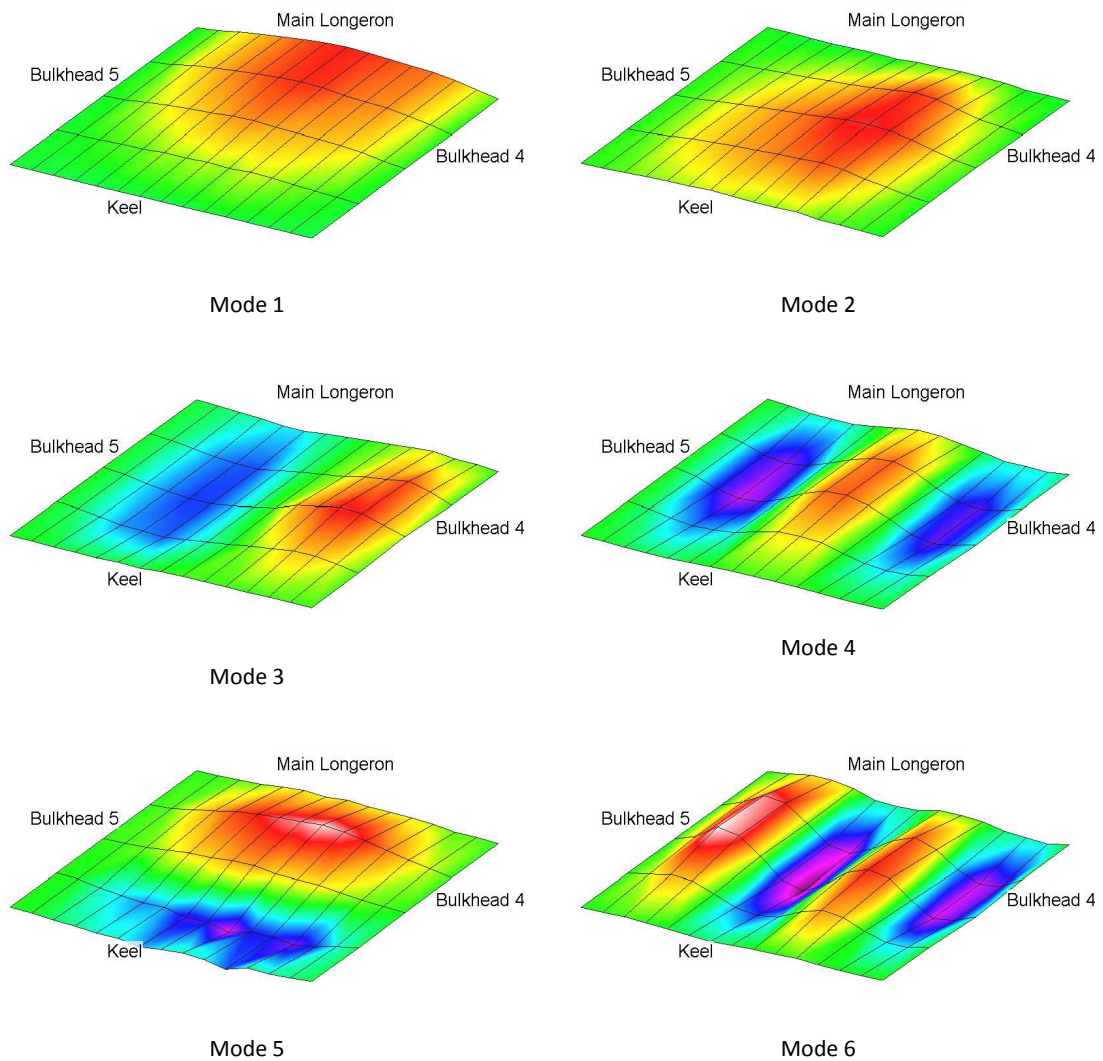 Main Longeron
Bulkhead 5
Bulkhead 4
Keel
Mode 1
Main Longeron
Bulkhead 5
Bulkhead 4
Keel
Mode 2
Main Longeron
Bulkhead 5
Bulkhead 4
Keel
Mode 3
Main Longeron
Bulkhead 5
Bulkhead 4
Keel
Mode 4
Main Longeron
Bulkhead 5
Bulkhead 4
Keel
Mode 5
Main Longeron
Bulkhead 5
Bulkhead 4
Keel
Mode 6